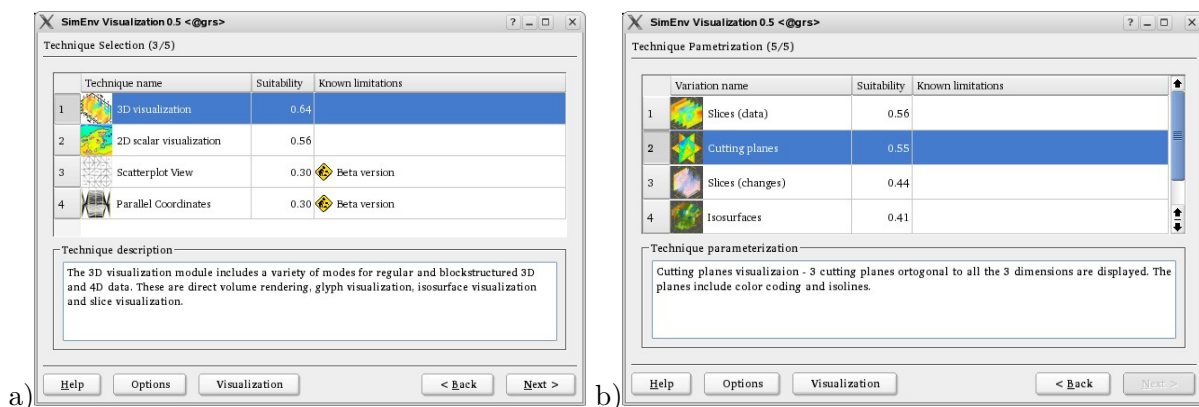 SimEnv Visualization 0.5 <@grs>
Technique Selection (3/5)
Technique name Suitability Known limitations
1 3D visualization 0.64
2 2D scalar visualization 0.56
3 Scatterplot View 0.30 Beta version
4 Parallel Coordinates 0.30 Beta version
Technique description
The 3D visualization module includes a variety of modes for regular and blockstructured 3D
and 4D data. These are direct volume rendering, glyph visualization, isosurface visualization
and slice visualization.
Help Options Visualization < Back Next >
a)
SimEnv Visualization 0.5 <@grs>
Technique Pametrization (5/5)
Variation name Suitability Known limitations
1 Slices (data) 0.56
2 Cutting planes 0.55
3 Slices (changes) 0.44
4 Isosurfaces 0.41
Technique parameterization
Cutting planes visualizaion - 3 cutting planes ortogonal to all the 3 dimensions are displayed. The
planes include color coding and isolines.
Help Options Visualization < Back Next >
b)